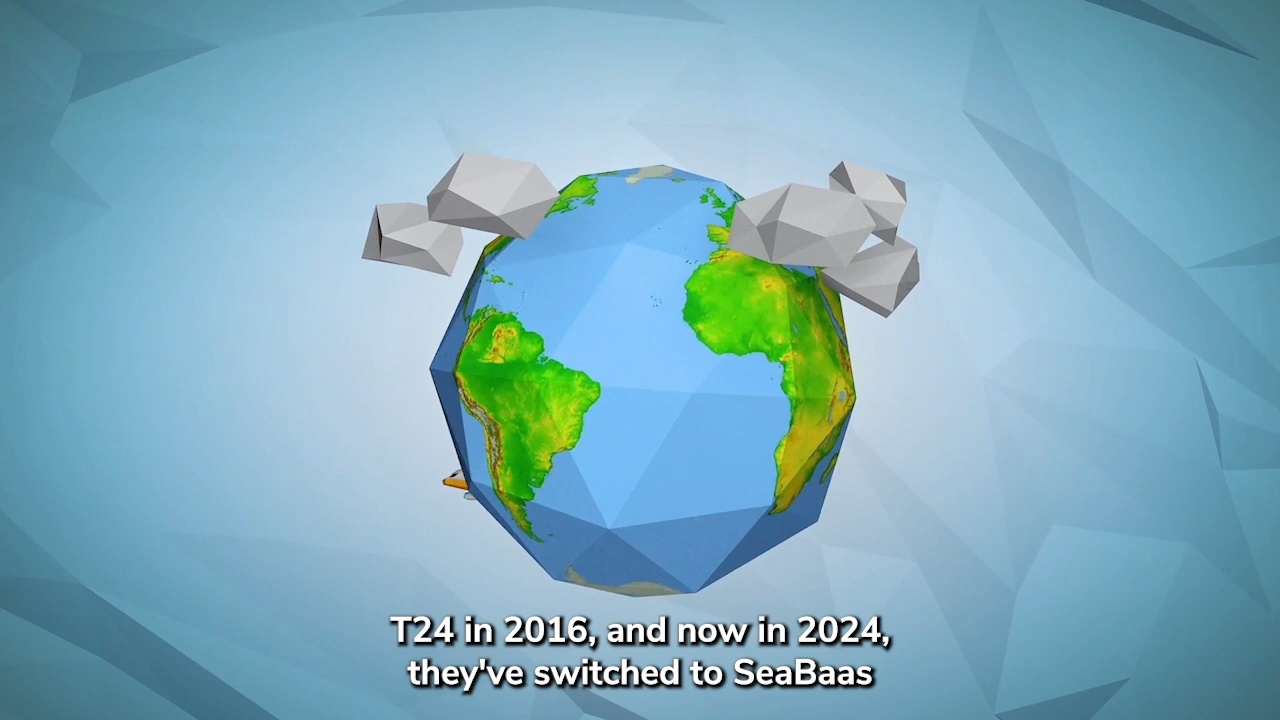 T24 in 2016, and now in 2024,
they've switched to SeaBaas